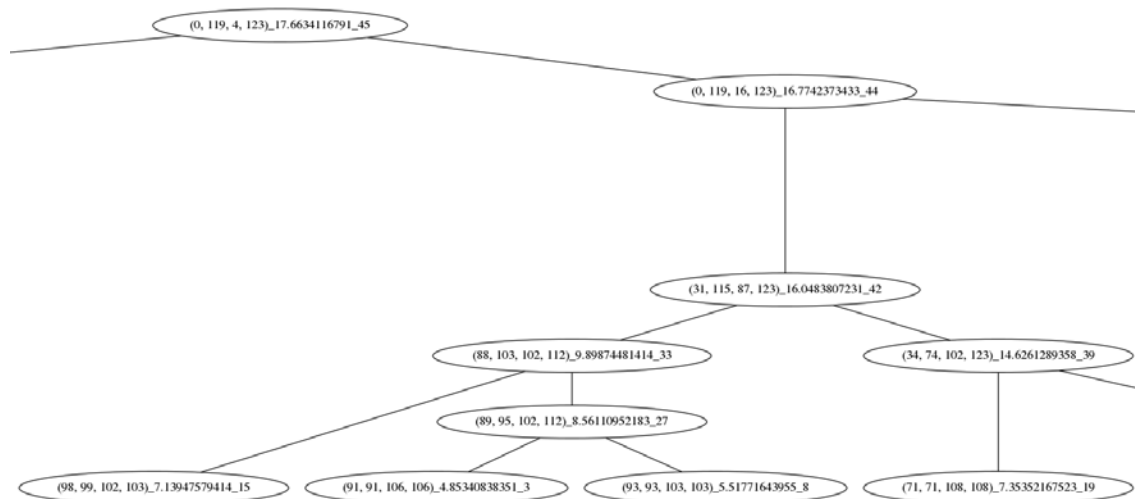 (0, 119, 4, 123)_17.6634116791_45
(0, 119, 16, 123)_16.7742373433_44
(31, 115, 87, 123)_16.0483807231_42
(88, 103, 102, 112)_9.89874481414_33
(34, 74, 102, 123)_14.6261289358_39
(89, 95, 102, 112)_8.56110952183_27
(98, 99, 102, 103)_7.13947579414_15
(91, 91, 106, 106)_4.85340838351_3
(93, 93, 103, 103)_5.51771643955_8
(71, 71, 108, 108)_7.35352167523_19